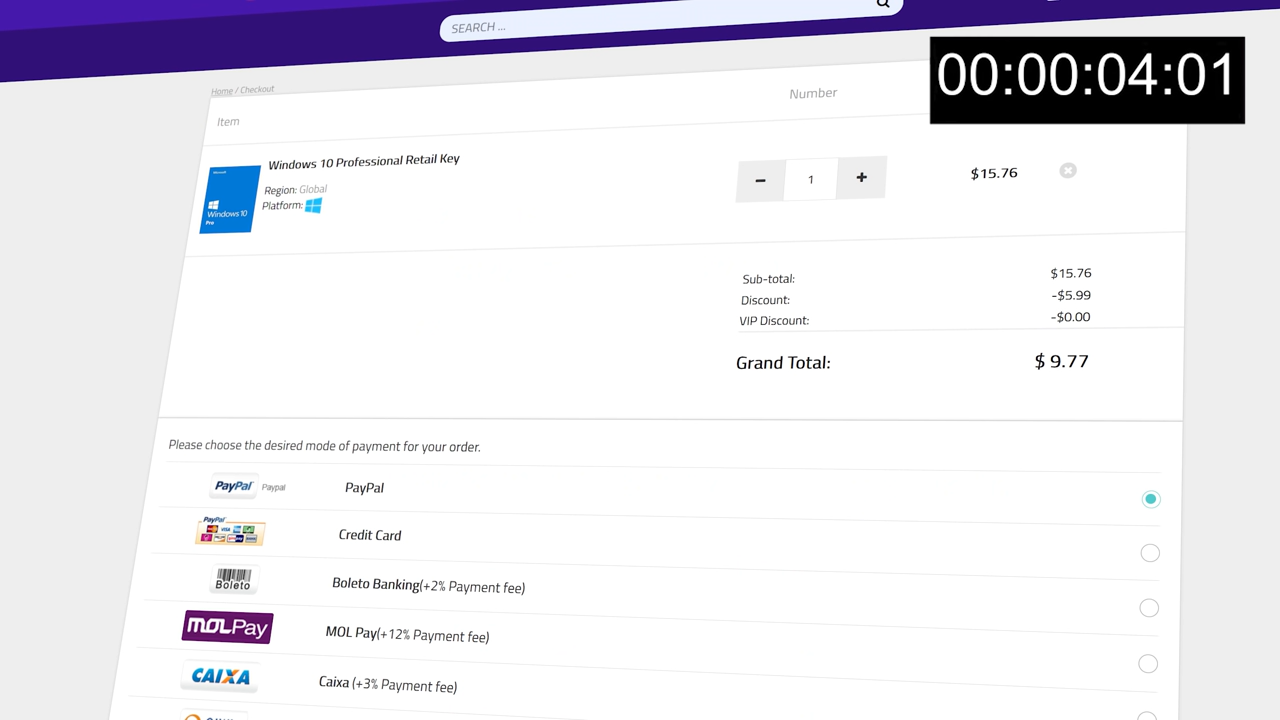 SEARCH ...
00:00:04:01
Home / Checkout
Item
Number
Microsoft
Windows 10
Pro
Windows 10 Professional Retail Key
Region: Global
Platform:
1
$15.76
Sub-total: $15.76
Discount: -$5.99
VIP Discount: -$0.00
Grand Total: $ 9.77
Please choose the desired mode of payment for your order.
PayPal Paypal PayPal
PayPal
VISA
Credit Card
Boleto
Boleto Banking(+2% Payment fee)
MOLPay
MOL Pay(+12% Payment fee)
CAIXA
Caixa (+3% Payment fee)